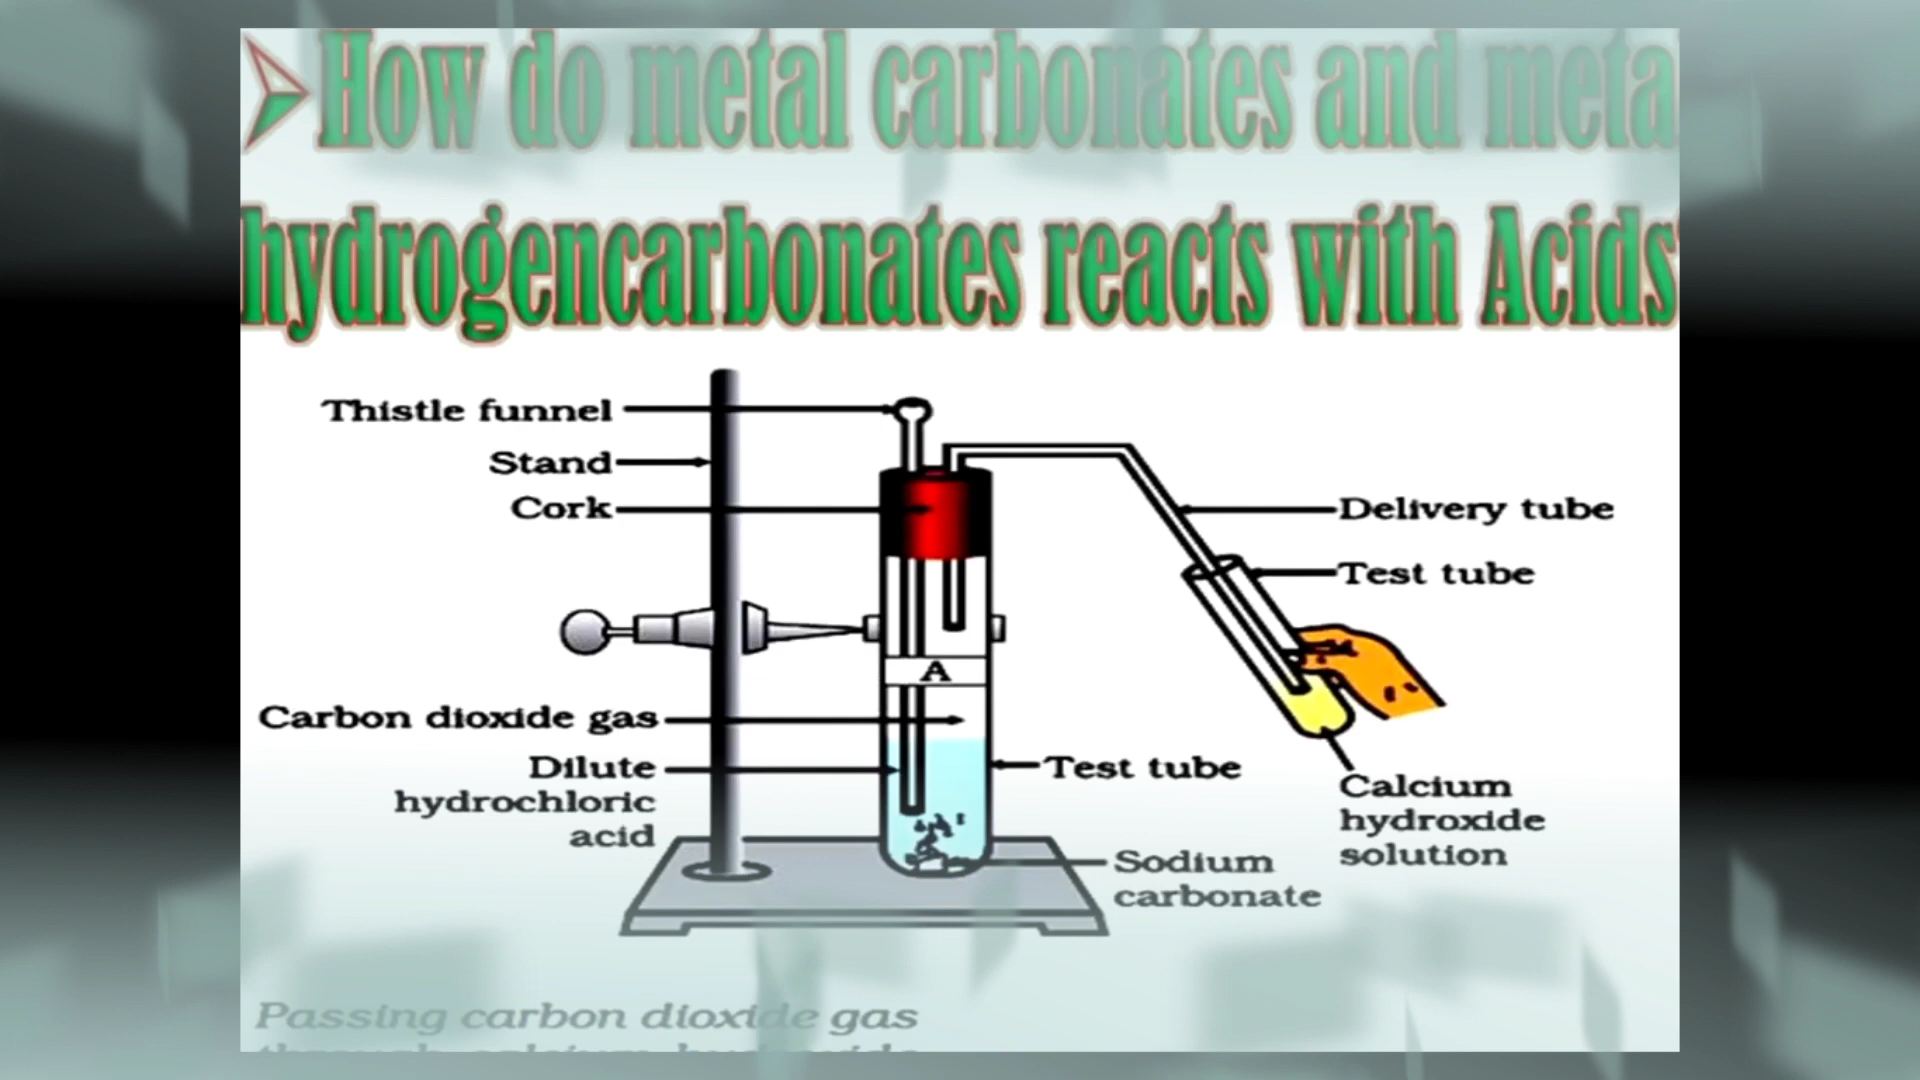 How do metal carbonates and meta
hydrogencarbonates reacts with Acids
Thistle funnel
Stand
Cork
Delivery tube
Test tube
A
Carbon dioxide gas
Dilute
hydrochloric
acid
Test tube
Calcium
hydroxide
solution
Sodium
carbonate
Passing carbon dioxide gas